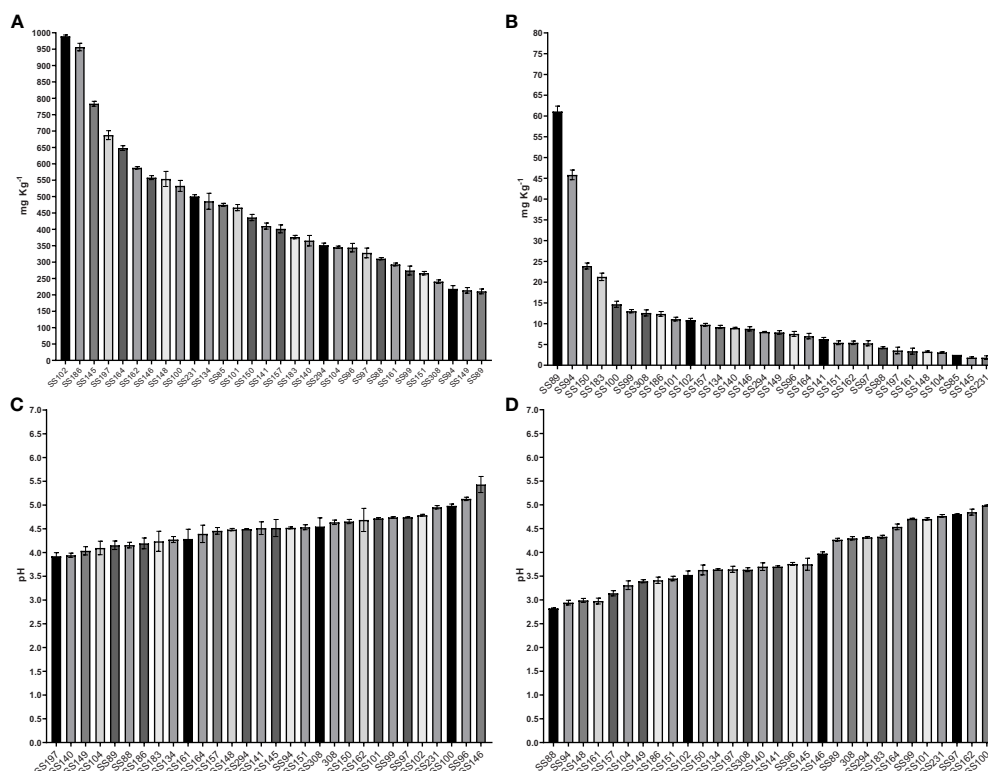 A
1000
950
900
850
800
750
700
650
600
550
500
450
400
350
300
250
200
150
100
50
0
mg Kg-1
SS102
SS186
SS145
SS197
SS164
SS162
SS146
SS148
SS100
SS231
SS134
SS85
SS101
SS150
SS141
SS157
SS183
SS140
SS294
SS104
SS96
SS97
SS88
SS161
SS99
SS151
SS308
SS94
SS149
SS89
B
80
75
70
65
60
55
50
45
40
35
30
25
20
15
10
5
0
mg Kg-1
SS89
SS94
SS150
SS183
SS100
SS99
SS308
SS186
SS101
SS102
SS157
SS134
SS140
SS146
SS294
SS149
SS96
SS164
SS141
SS151
SS162
SS97
SS88
SS197
SS161
SS148
SS104
SS85
SS145
SS231
C
7.0
6.5
6.0
5.5
5.0
4.5
4.0
3.5
3.0
2.5
2.0
1.5
1.0
0.5
0.0
pH
SS197
SS140
SS149
SS104
SS89
SS88
SS186
SS183
SS134
SS161
SS164
SS157
SS148
SS294
SS141
SS145
SS94
SS151
SS308
308
SS150
SS162
SS101
SS99
SS97
SS102
SS231
SS100
SS96
SS146
D
7.0
6.5
6.0
5.5
5.0
4.5
4.0
3.5
3.0
2.5
2.0
1.5
1.0
0.5
0.0
pH
SS88
SS94
SS148
SS161
SS157
SS104
SS149
SS186
SS151
SS102
SS150
SS134
SS197
SS308
SS140
SS141
SS96
SS145
SS146
SS89
308
SS294
SS183
SS164
SS99
SS101
SS231
SS97
SS162
SS100